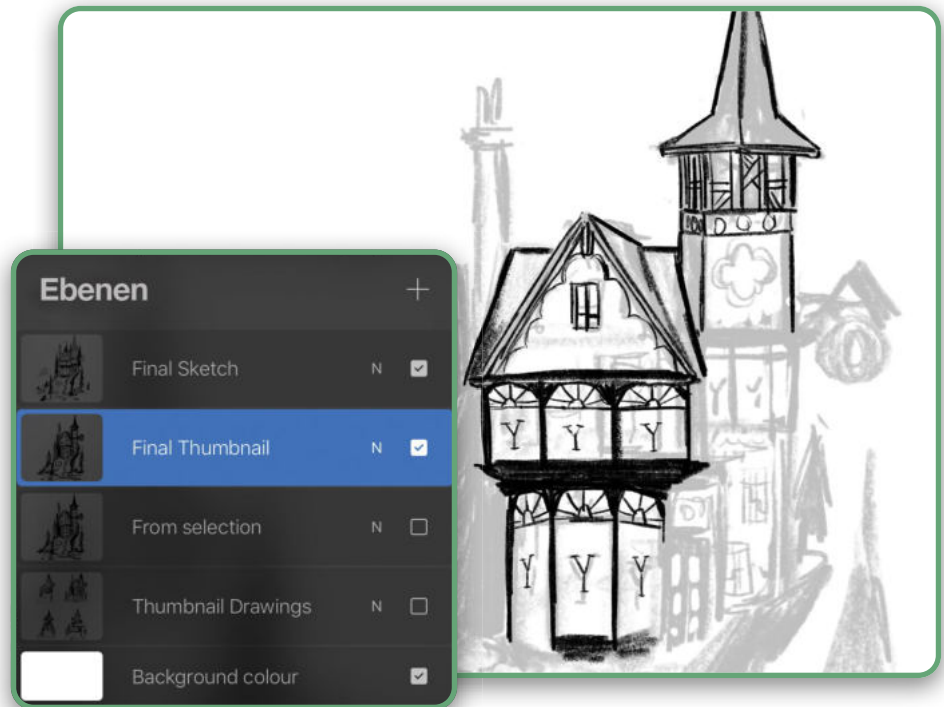 Ebenen
Final Sketch N
Final Thumbnail N
From selection N
Thumbnail Drawings N
Background colour